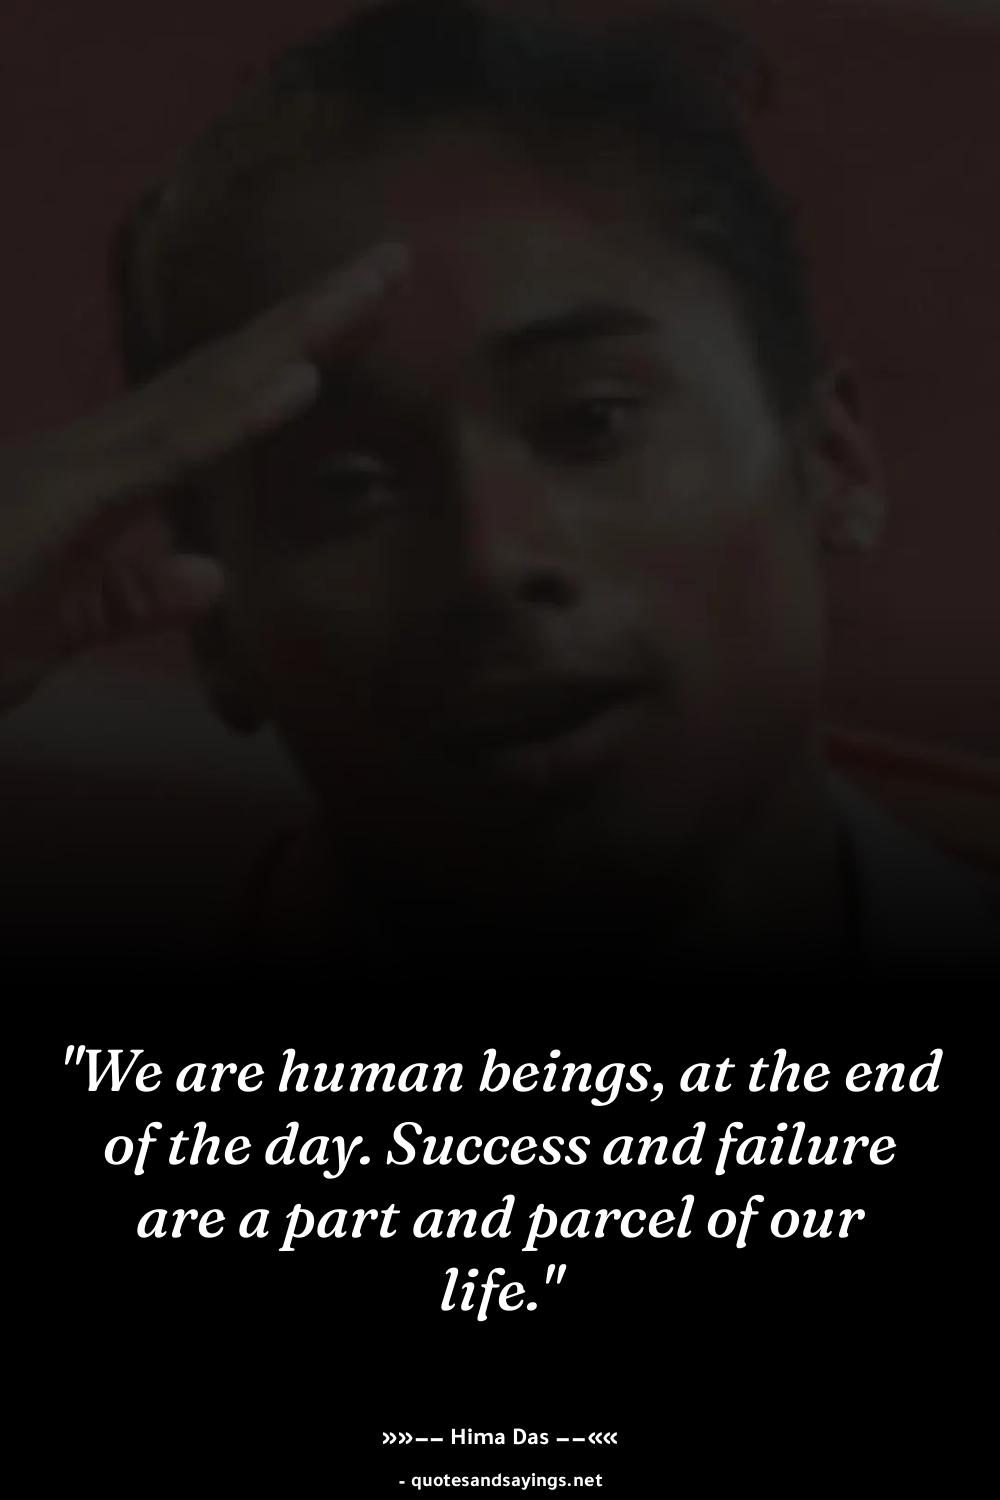 "We are human beings, at the end
of the day. Success and failure
are a part and parcel of our
life."
»»−− Hima Das −−««
- quotesandsayings.net